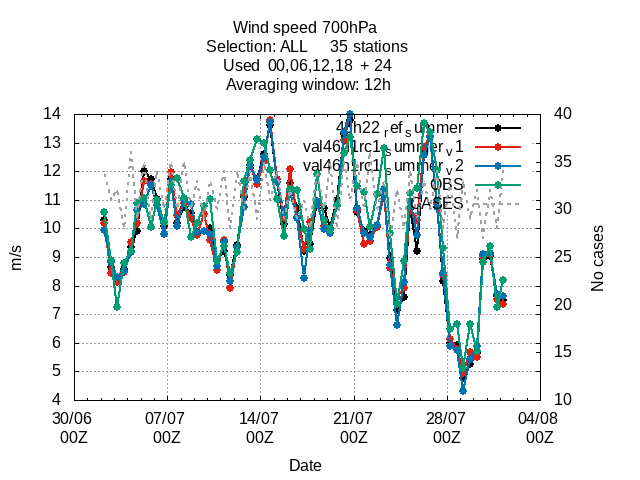 Wind speed 700hPa
Selection: ALL 35 stations
Used 00,06,12,18 + 24
Averaging window: 12h
m/s
14
13
12
11
10
9
8
7
6
5
4
40
35
30
25
20
15
10
No cases
summer
OBS
CASES
30/06 07/07 14/07 21/07 28/07 04/08
00Z 00Z 00Z 00Z 00Z 00Z
Date